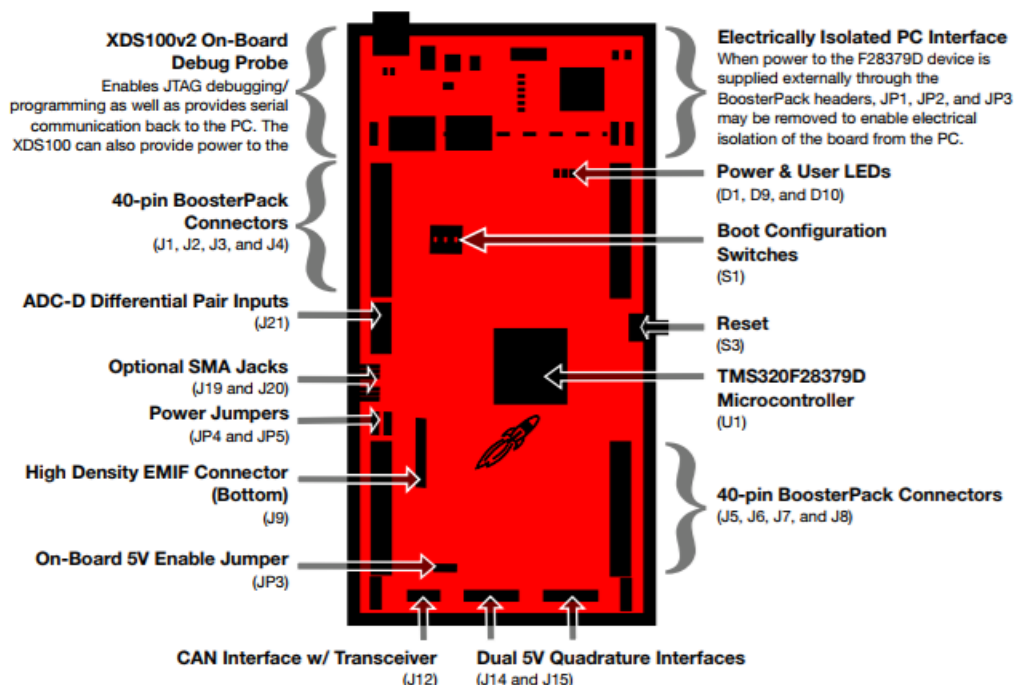 XDS100v2 On-Board
Debug Probe
Enables JTAG debugging/
programming as well as provides serial
communication back to the PC. The
XDS100 can also provide power to the
40-pin BoosterPack
Connectors
(J1, J2, J3, and J4)
ADC-D Differential Pair Inputs
(J21)
Optional SMA Jacks
(J19 and J20)
Power Jumpers
(JP4 and JP5)
High Density EMIF Connector
(Bottom)
(J9)
On-Board 5V Enable Jumper
(JP3)
CAN Interface w/ Transceiver
(J12)
Dual 5V Quadrature Interfaces
(J14 and J15)
Electrically Isolated PC Interface
When power to the F28379D device is
supplied externally through the
BoosterPack headers, JP1, JP2, and JP3
may be removed to enable electrical
isolation of the board from the PC.
Power & User LEDs
(D1, D9, and D10)
Boot Configuration
Switches
(S1)
Reset
(S3)
TMS320F28379D
Microcontroller
(U1)
40-pin BoosterPack Connectors
(J5, J6, J7, and J8)